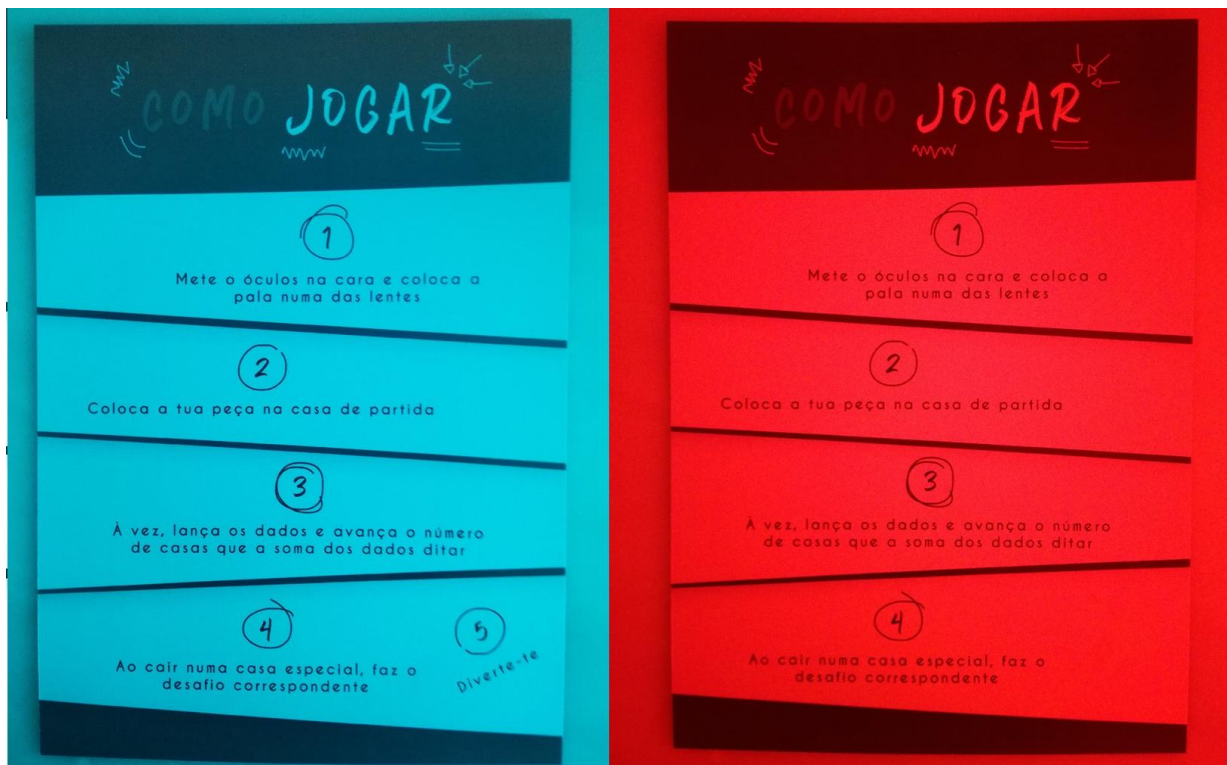 COMO JOGAR
1
Mete o óculos na cara e coloca a
pala numa das lentes
2
Coloca a tua peça na casa de partida
3
À vez, lança os dados e avança o número
de casas que a soma dos dados ditar
4
Ao cair numa casa especial, faz o
desafio correspondente
5
Diverte-te
COMO JOGAR
1
Mete o óculos na cara e coloca a
pala numa das lentes
2
Coloca a tua peça na casa de partida
3
À vez, lança os dados e avança o número
de casas que a soma dos dados ditar
4
Ao cair numa casa especial, faz o
desafio correspondente